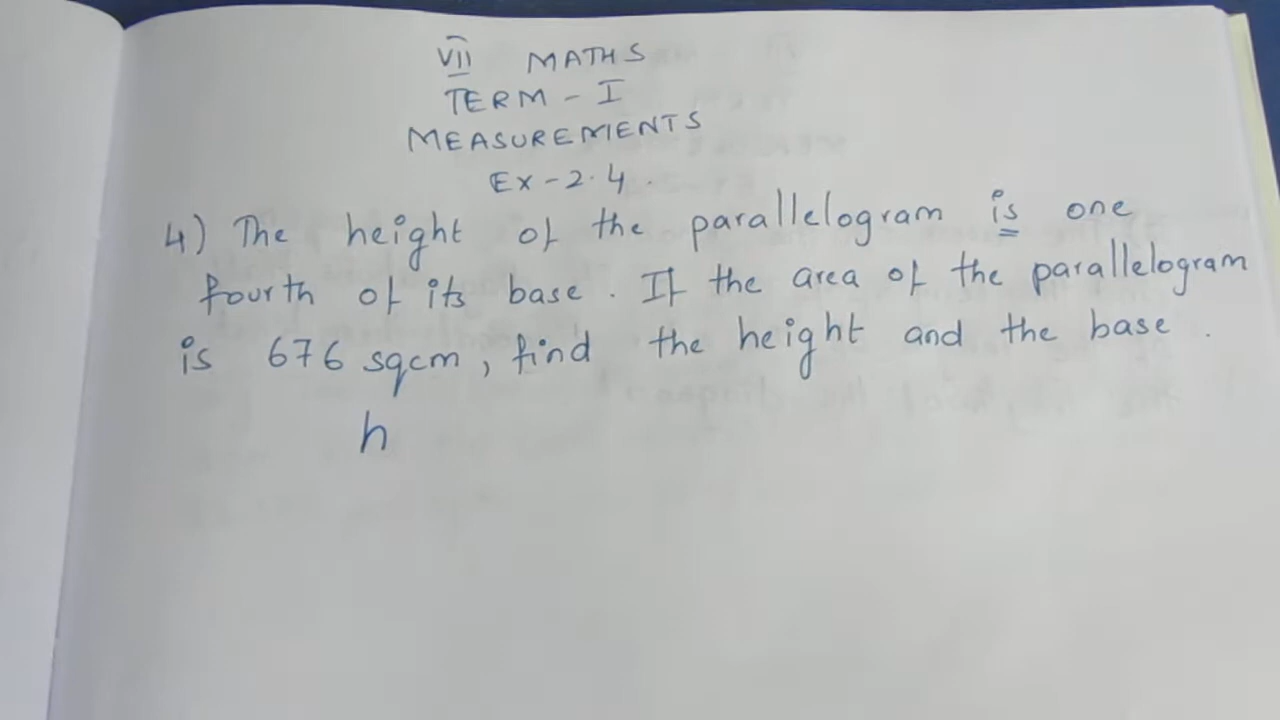 VII MATHS
TERM - I
MEASUREMENTS
Ex-2.4.
4) The height of the parallelogram is one
fourth of its base. If the area of the parallelogram
is 676 sqcm, find the height and the base.
h